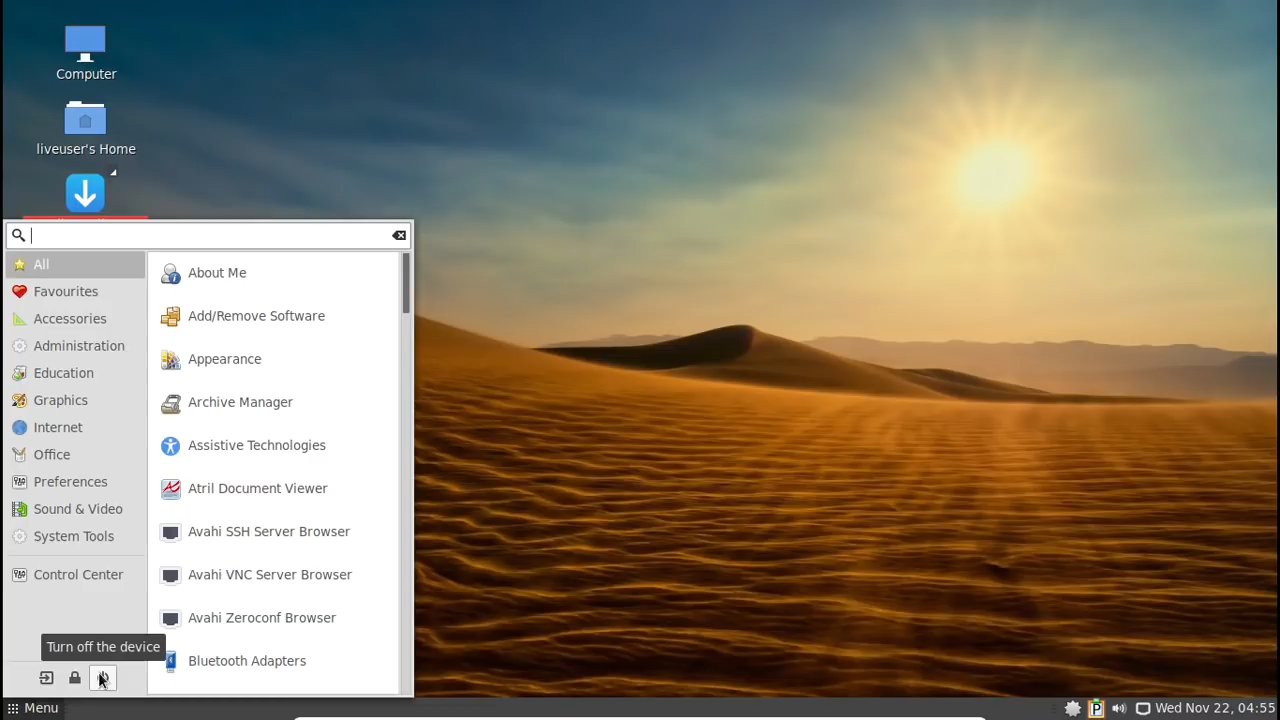 Computer
liveuser's Home
All
Favourites
Accessories
Administration
Education
Graphics
Internet
Office
Preferences
Sound & Video
System Tools
Control Center
About Me
Add/Remove Software
Appearance
Archive Manager
Assistive Technologies
Atril Document Viewer
Avahi SSH Server Browser
Avahi VNC Server Browser
Avahi Zeroconf Browser
Bluetooth Adapters
Turn off the device
Menu
P
Wed Nov 22, 04:55